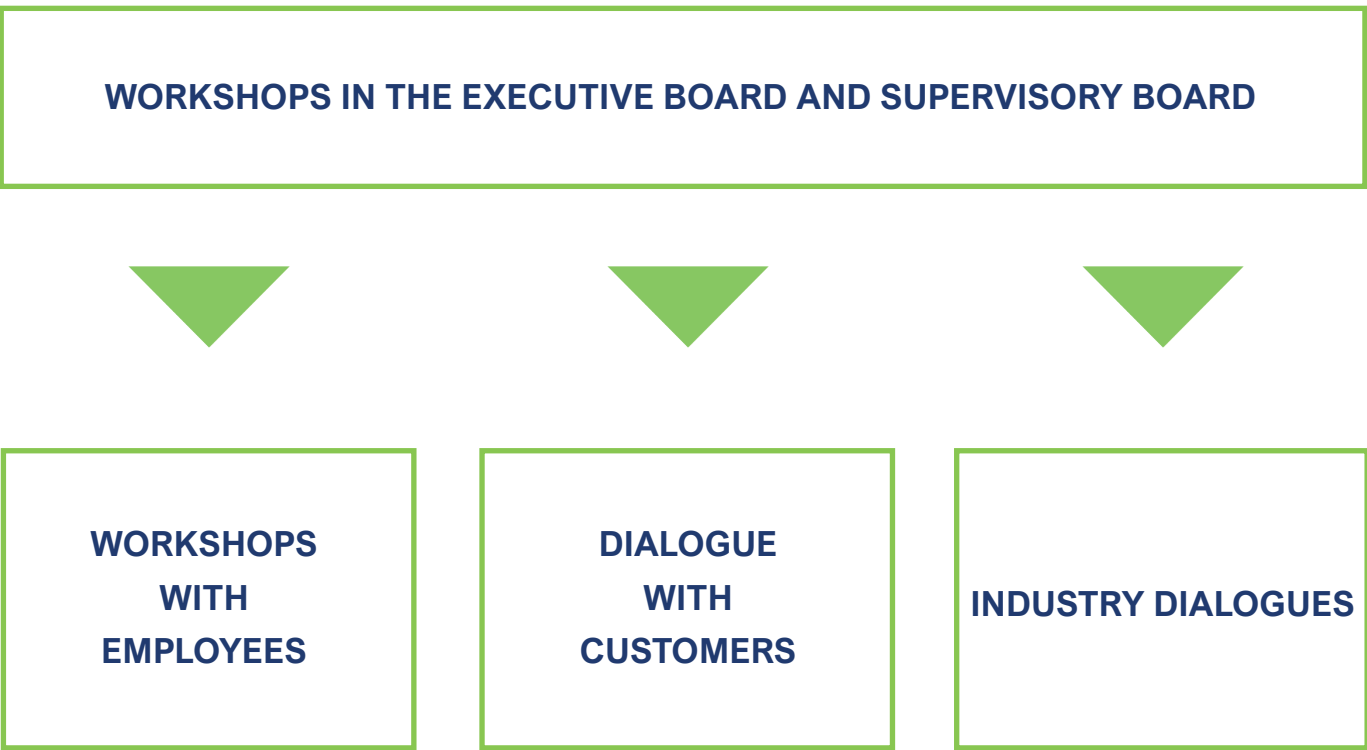 WORKSHOPS IN THE EXECUTIVE BOARD AND SUPERVISORY BOARD
WORKSHOPS
WITH
EMPLOYEES
DIALOGUE
WITH
CUSTOMERS
INDUSTRY DIALOGUES